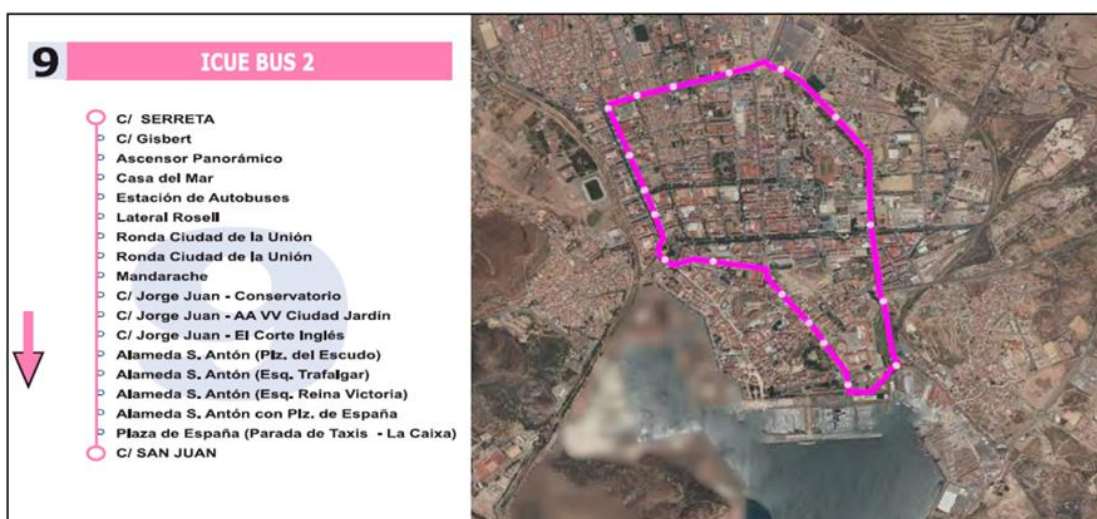 9
ICUE BUS 2
C/ SERRETA
C/ Gisbert
Ascensor Panorámico
Casa del Mar
Estación de Autobuses
Lateral Rosell
Ronda Ciudad de la Unión
Ronda Ciudad de la Unión
Mandarache
C/ Jorge Juan - Conservatorio
C/ Jorge Juan - AA VV Ciudad Jardín
C/ Jorge Juan - El Corte Inglés
Alameda S. Antón (Plz. del Escudo)
Alameda S. Antón (Esq. Trafalgar)
Alameda S. Antón (Esq. Reina Victoria)
Alameda S. Antón con Plz. de España
Plaza de España (Parada de Taxis - La Caixa)
C/ SAN JUAN
9